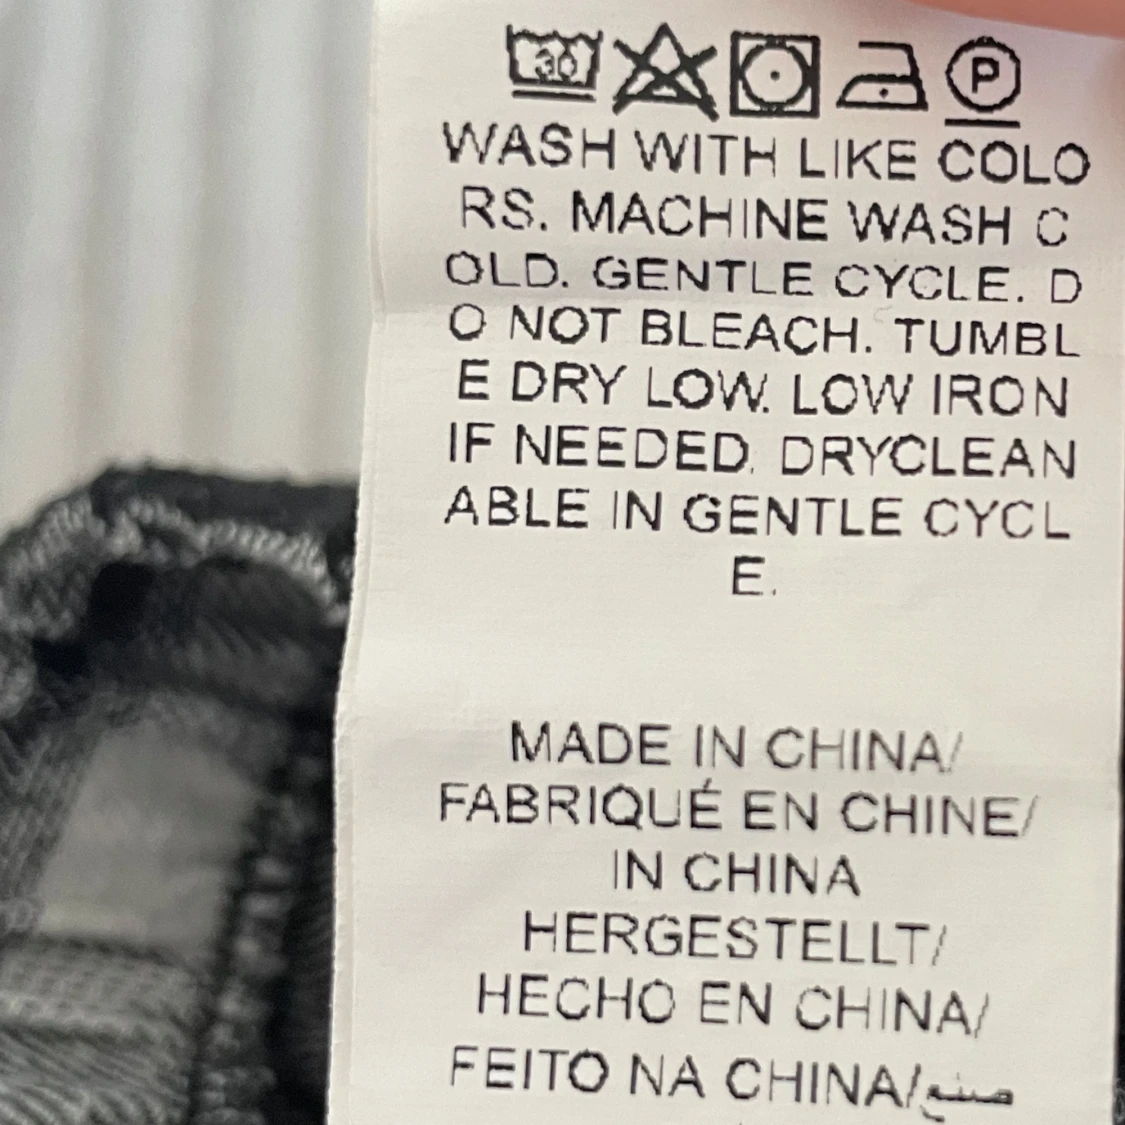 30 P
WASH WITH LIKE COLO
RS. MACHINE WASH C
OLD. GENTLE CYCLE. D
O NOT BLEACH. TUMBL
E DRY LOW. LOW IRON
IF NEEDED. DRYCLEAN
ABLE IN GENTLE CYCL
E.
MADE IN CHINA/
FABRIQUÉ EN CHINE/
IN CHINA
HERGESTELLT/
HECHO EN CHINA/
FEITO NA CHINA/صنع